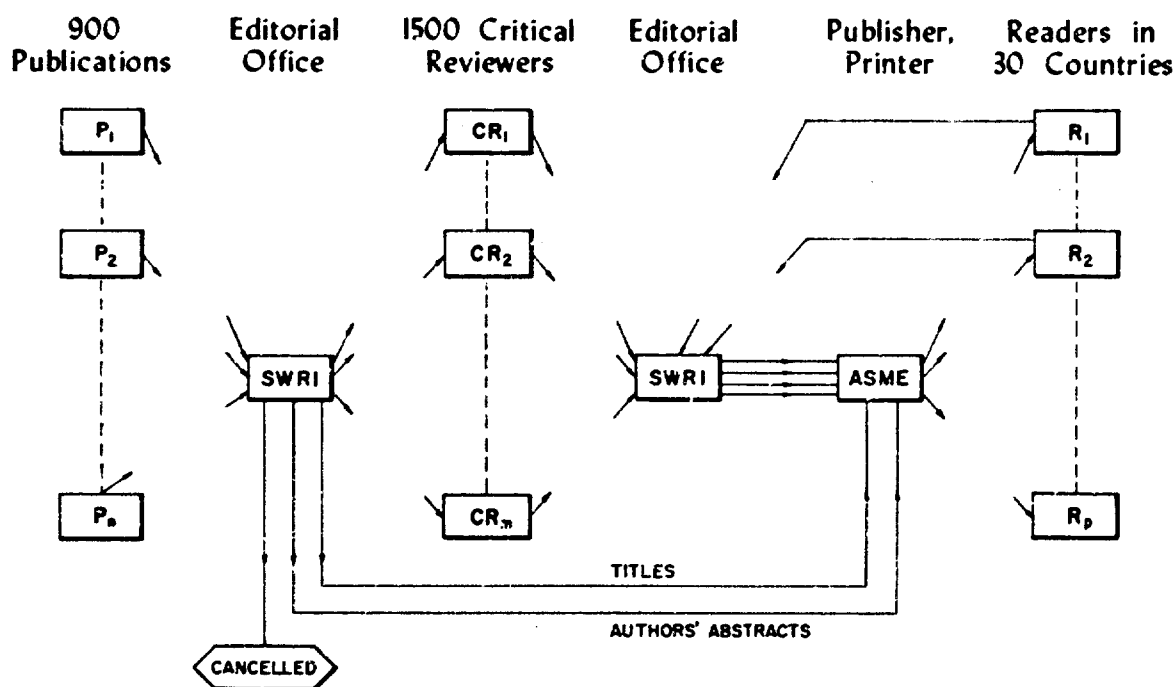 900
Publications
Editorial
Office
1500 Critical
Reviewers
Editorial
Office
Publisher,
Printer
Readers in
30 Countries
P1
CR1
R1
P2
CR2
R2
SWRI
SWRI
ASME
Pn
CRm
Rp
TITLES
AUTHORS' ABSTRACTS
CANCELLED